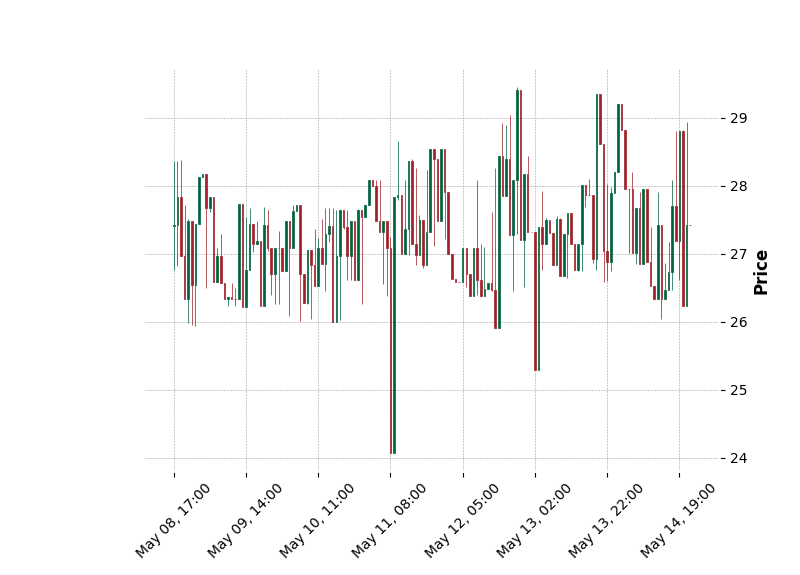 29
28
27
26
25
24
Price
May 08, 17:00
May 09, 14:00
May 10, 11:00
May 11, 08:00
May 12, 05:00
May 13, 02:00
May 13, 22:00
May 14, 19:00